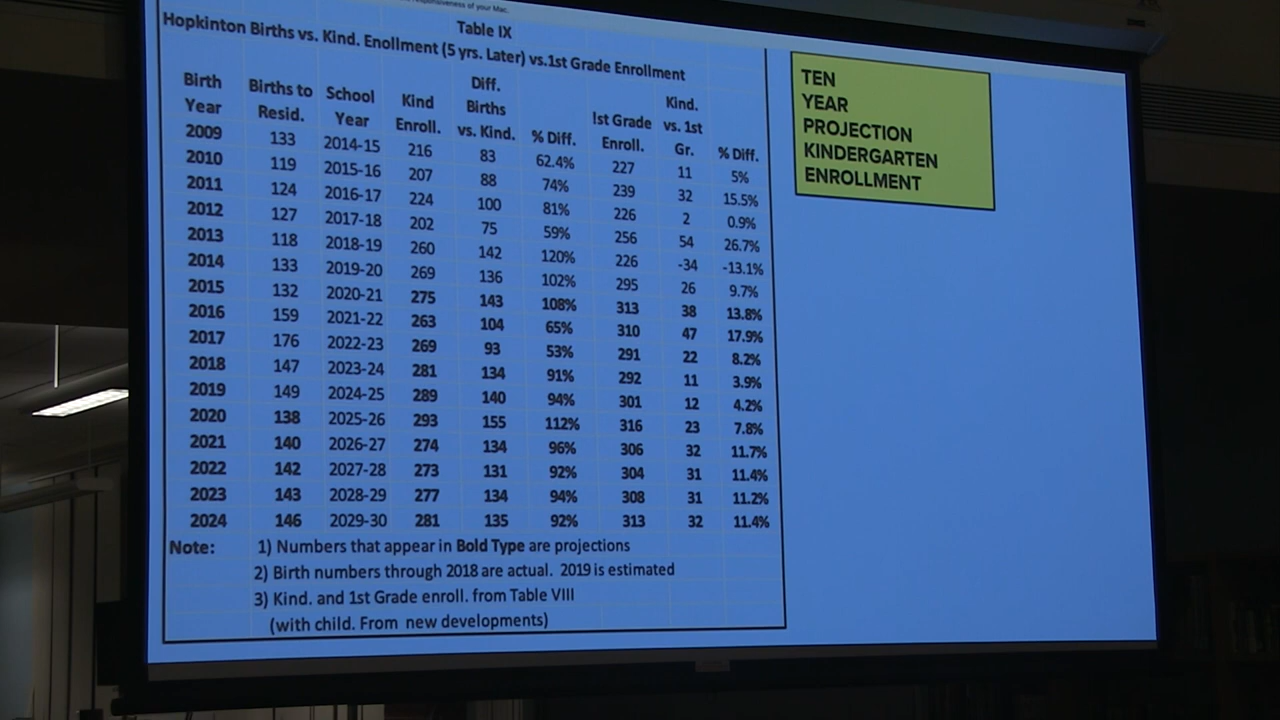 responsiveness of your Mac.
Table IX
Hopkinton Births vs. Kind. Enollment (5 yrs. Later) vs.1st Grade Enrollment
Birth Year Births to Resid. School Year Kind Enroll. Diff. Births vs. Kind. % Diff. Ist Grade Enroll. Kind. vs. 1st Gr. % Diff.
2009 133 2014-15 216 83 62.4% 227 11 5%
2010 119 2015-16 207 88 74% 239 32 15.5%
2011 124 2016-17 224 100 81% 226 2 0.9%
2012 127 2017-18 202 75 59% 256 54 26.7%
2013 118 2018-19 260 142 120% 226 -34 -13.1%
2014 133 2019-20 269 136 102% 295 26 9.7%
2015 132 2020-21 275 143 108% 313 38 13.8%
2016 159 2021-22 263 104 65% 310 47 17.9%
2017 176 2022-23 269 93 53% 291 22 8.2%
2018 147 2023-24 281 134 91% 292 11 3.9%
2019 149 2024-25 289 140 94% 301 12 4.2%
2020 138 2025-26 293 155 112% 316 23 7.8%
2021 140 2026-27 274 134 96% 306 32 11.7%
2022 142 2027-28 273 131 92% 304 31 11.4%
2023 143 2028-29 277 134 94% 308 31 11.2%
2024 146 2029-30 281 135 92% 313 32 11.4%
Note: 1) Numbers that appear in Bold Type are projections
2) Birth numbers through 2018 are actual. 2019 is estimated
3) Kind. and 1st Grade enroll. from Table VIII
(with child. From new developments)
TEN
YEAR
PROJECTION
KINDERGARTEN
ENROLLMENT